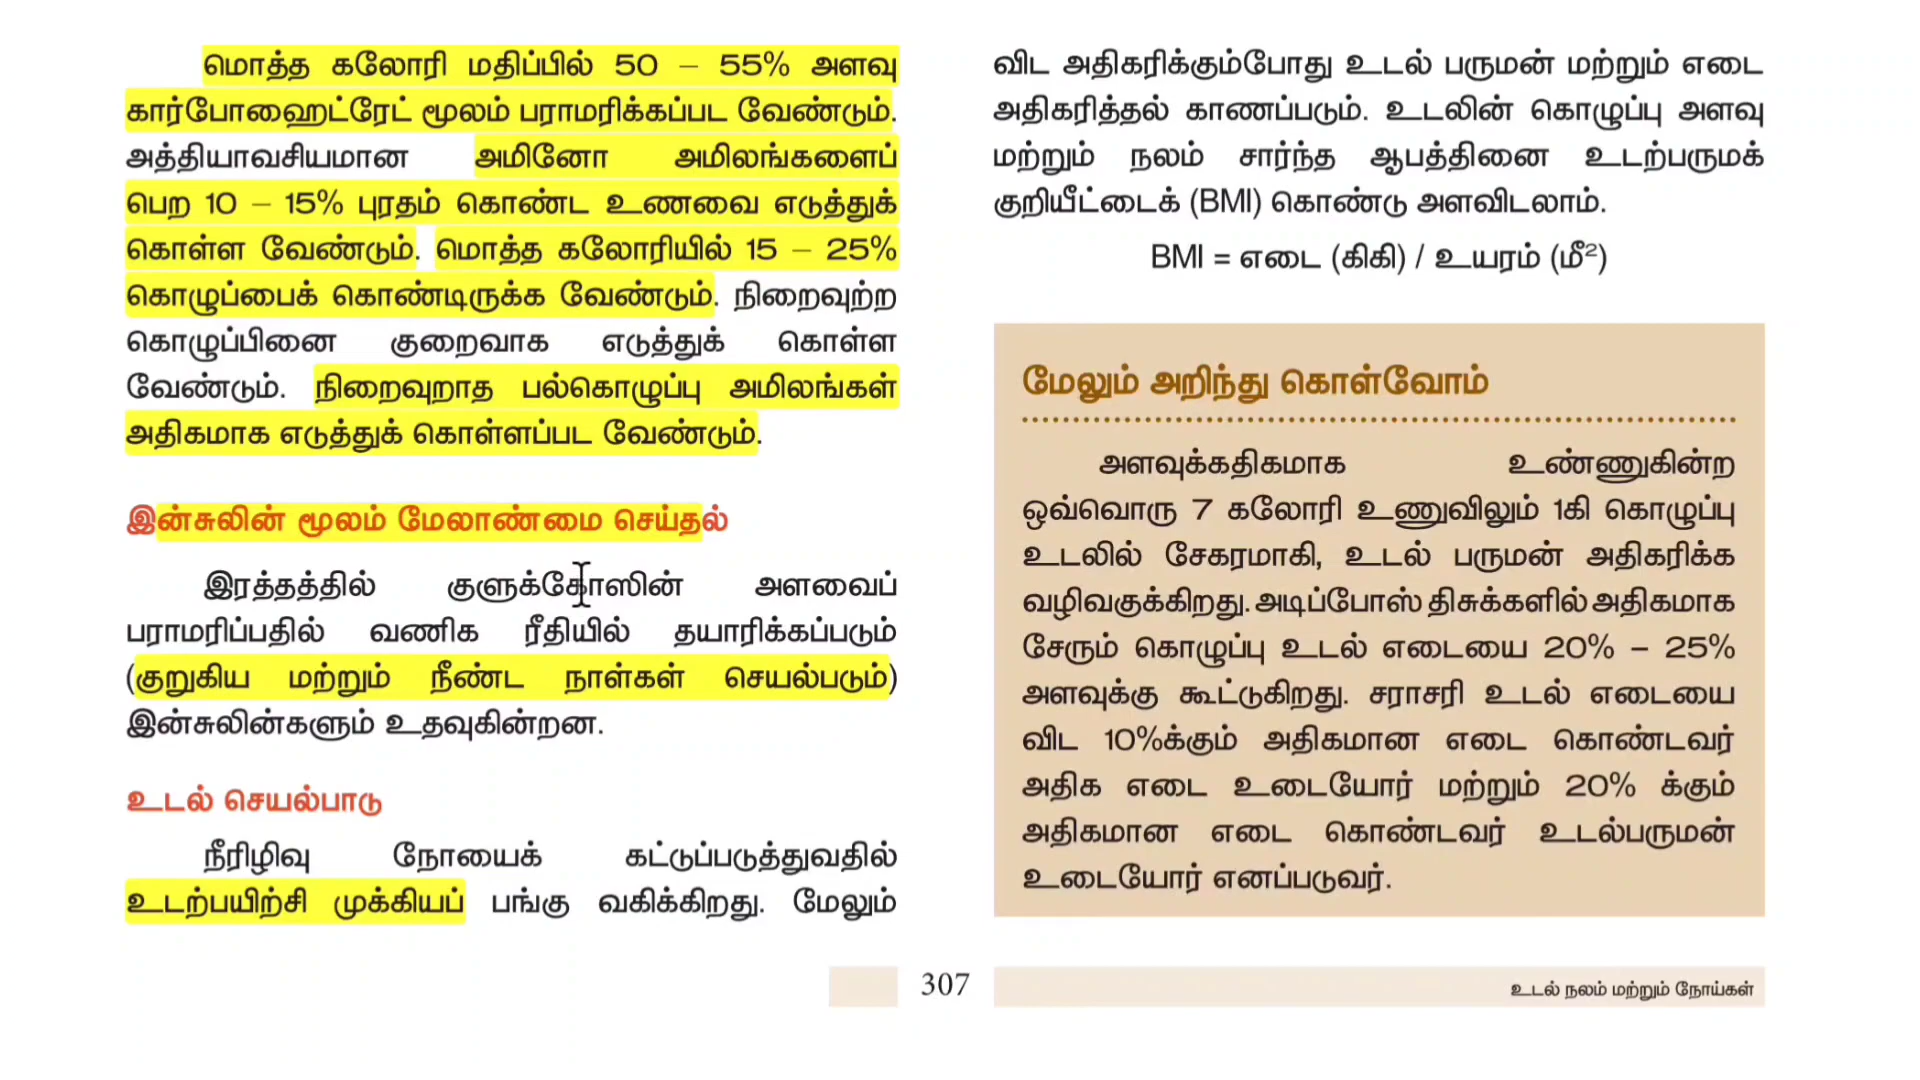 மொத்த கலோரி மதிப்பில் 50 – 55% அளவு
கார்போஹைட்ரேட் மூலம் பராமரிக்கப்பட வேண்டும்.
அத்தியாவசியமான அமினோ அமிலங்களைப்
பெற 10 – 15% புரதம் கொண்ட உணவை எடுத்துக்
கொள்ள வேண்டும். மொத்த கலோரியில் 15 – 25%
கொழுப்பைக் கொண்டிருக்க வேண்டும். நிறைவுற்ற
கொழுப்பினை குறைவாக எடுத்துக் கொள்ள
வேண்டும். நிறைவுறாத பல்கொழுப்பு அமிலங்கள்
அதிகமாக எடுத்துக் கொள்ளப்பட வேண்டும்.
இன்சுலின் மூலம் மேலாண்மை செய்தல்
இரத்தத்தில் குளுக்கோஸின் அளவைப்
பராமரிப்பதில் வணிக ரீதியில் தயாரிக்கப்படும்
(குறுகிய மற்றும் நீண்ட நாள்கள் செயல்படும்)
இன்சுலின்களும் உதவுகின்றன.
உடல் செயல்பாடு
நீரிழிவு நோயைக் கட்டுப்படுத்துவதில்
உடற்பயிற்சி முக்கியப் பங்கு வகிக்கிறது. மேலும்
விட அதிகரிக்கும்போது உடல் பருமன் மற்றும் எடை
அதிகரித்தல் காணப்படும். உடலின் கொழுப்பு அளவு
மற்றும் நலம் சார்ந்த ஆபத்தினை உடற்பருமக்
குறியீட்டைக் (BMI) கொண்டு அளவிடலாம்.
BMI = எடை (கிகி) / உயரம் (மீ²)
மேலும் அறிந்து கொள்வோம்
அளவுக்கதிகமாக உண்ணுகின்ற
ஒவ்வொரு 7 கலோரி உணுவிலும் 1கி கொழுப்பு
உடலில் சேகரமாகி, உடல் பருமன் அதிகரிக்க
வழிவகுக்கிறது. அடிப்போஸ் திசுக்களில் அதிகமாக
சேரும் கொழுப்பு உடல் எடையை 20% – 25%
அளவுக்கு கூட்டுகிறது. சராசரி உடல் எடையை
விட 10%க்கும் அதிகமான எடை கொண்டவர்
அதிக எடை உடையோர் மற்றும் 20% க்கும்
அதிகமான எடை கொண்டவர் உடல்பருமன்
உடையோர் எனப்படுவர்.
307
உடல் நலம் மற்றும் நோய்கள்